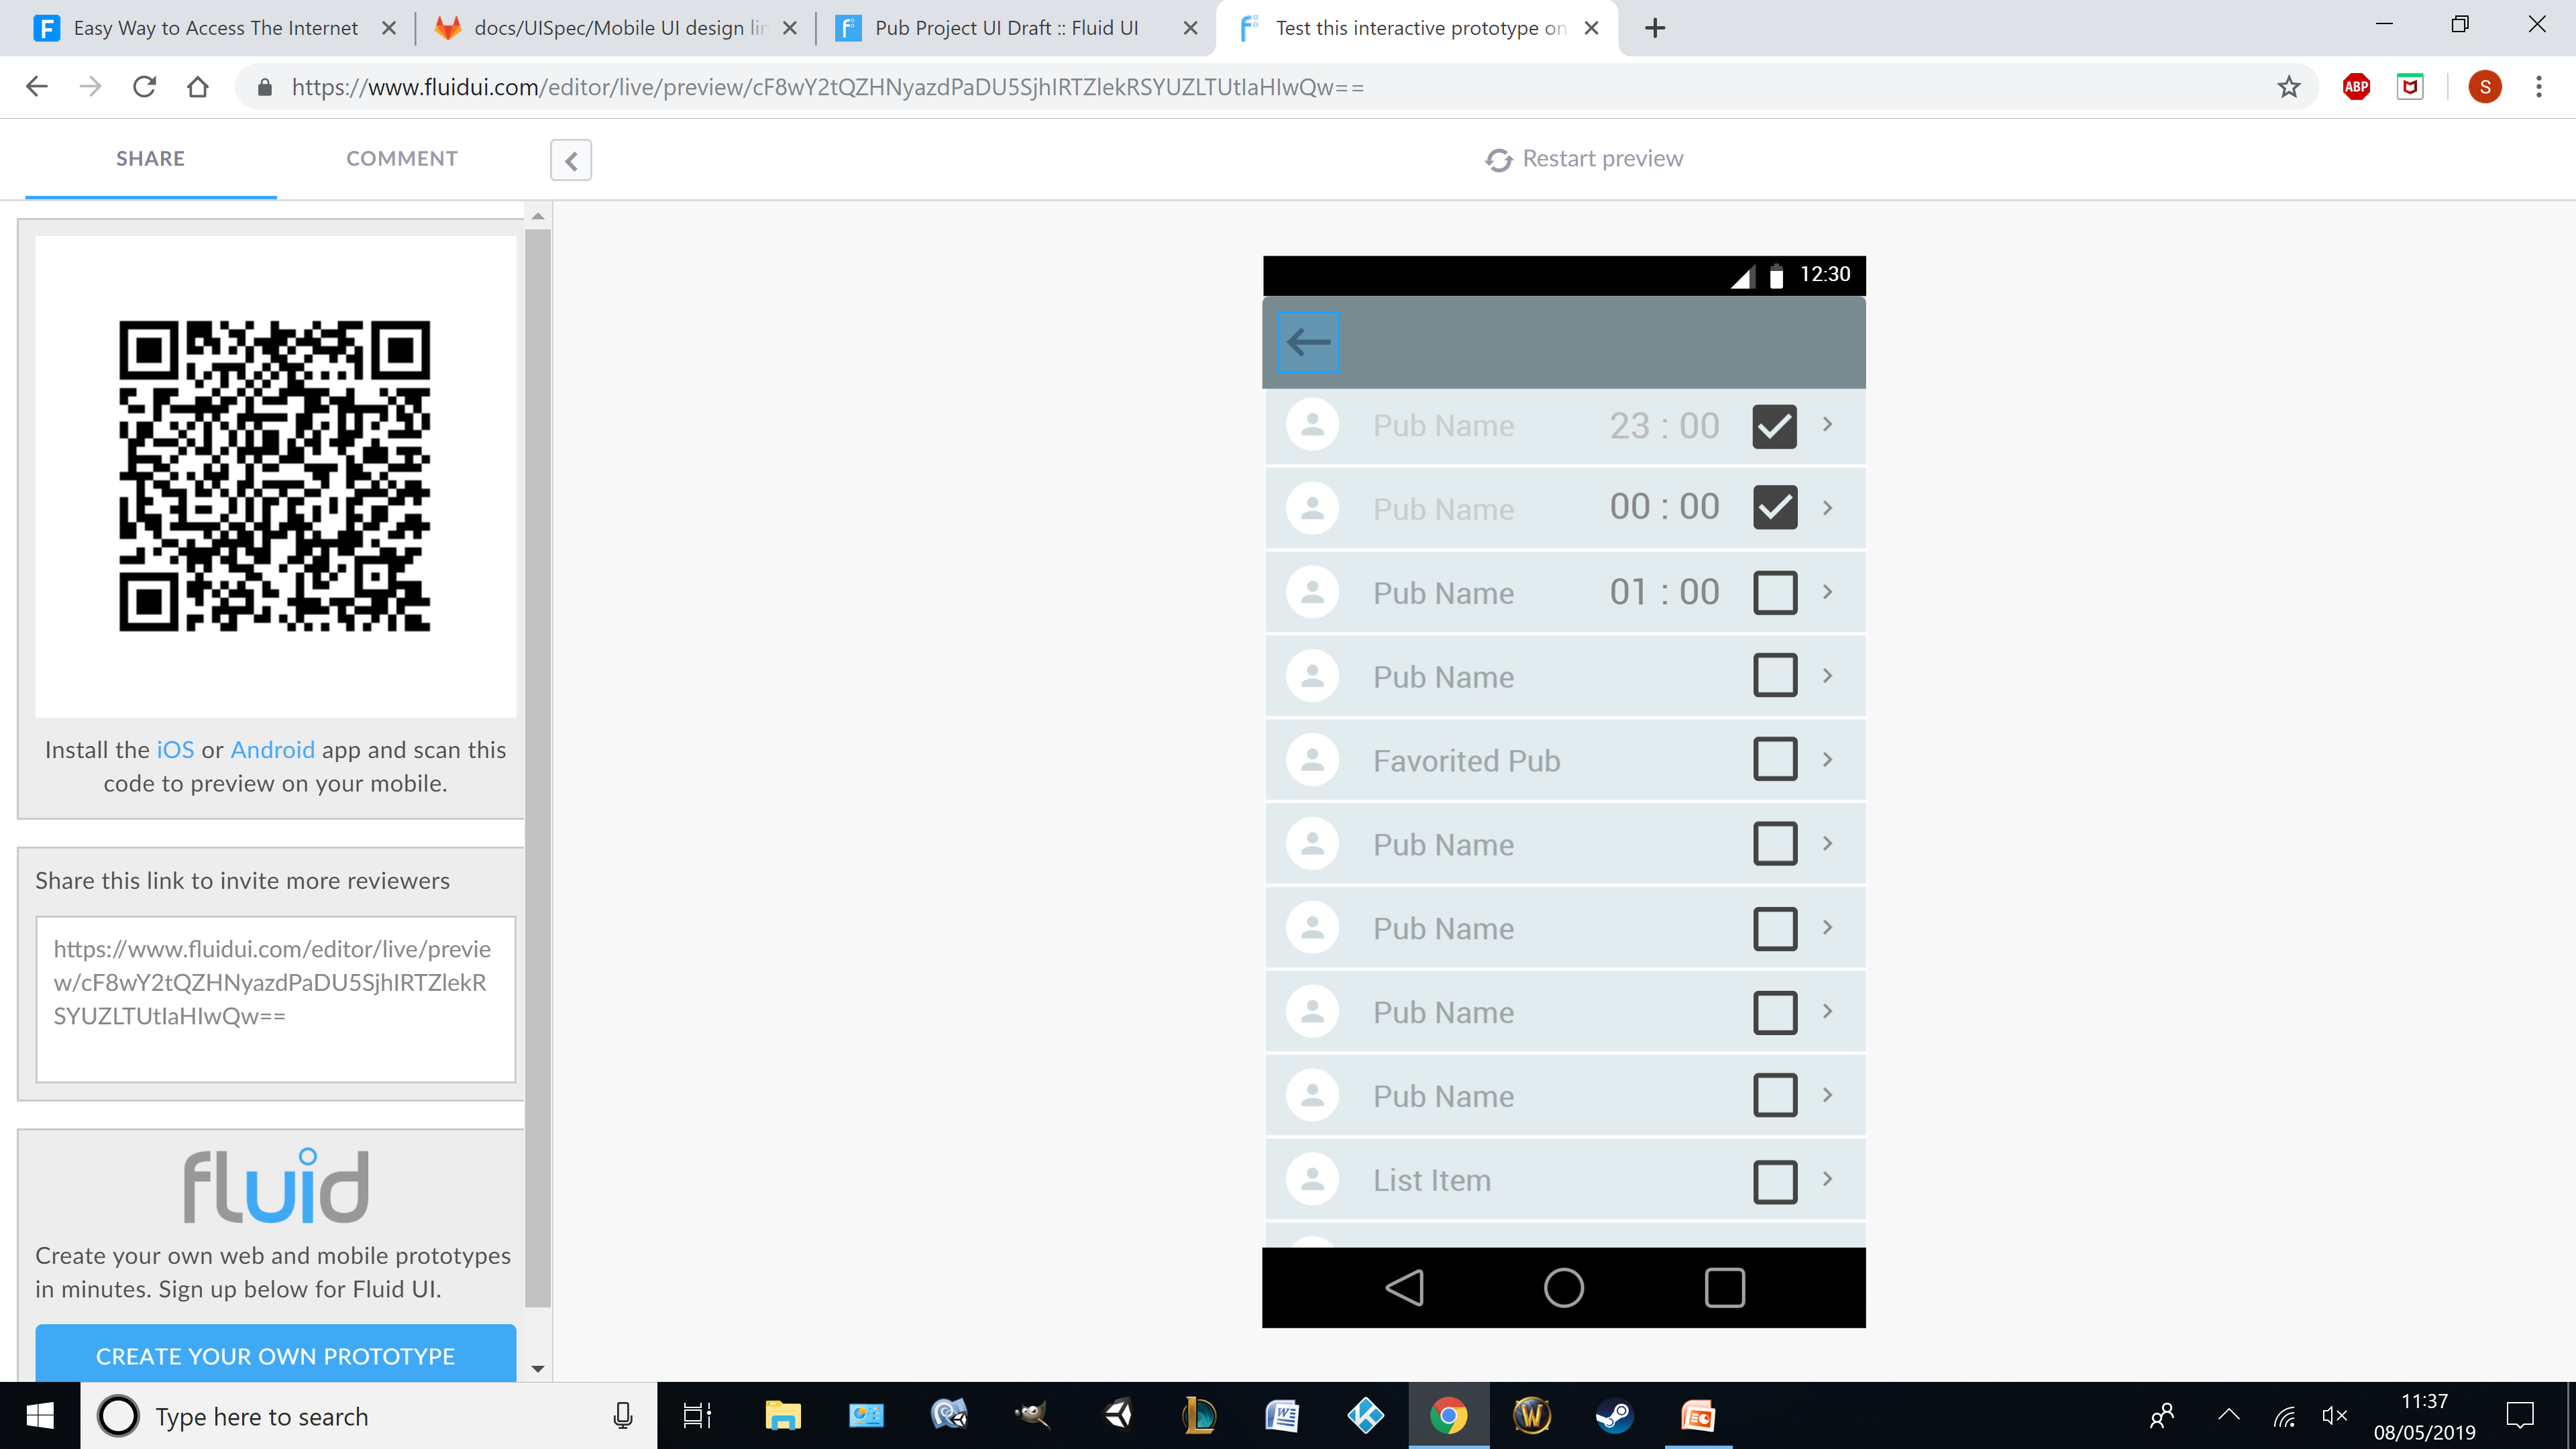 Easy Way to Access The Internet
docs/UISpec/Mobile UI design lin
Pub Project UI Draft :: Fluid UI
Test this interactive prototype on
https://www.fluidui.com/editor/live/preview/cF8wY2tQZHNyazdPaDU5SjhIRTZlekRSYUZLTUtIaHIwQw==
ABP
S
SHARE
COMMENT
Restart preview
Install the iOS or Android app and scan this
code to preview on your mobile.
Share this link to invite more reviewers
https://www.fluidui.com/editor/live/previe
w/cF8wY2tQZHNyazdPaDU5SjhIRTZlekR
SYUZLTUtIaHIwQw==
fluid
Create your own web and mobile prototypes
in minutes. Sign up below for Fluid UI.
CREATE YOUR OWN PROTOTYPE
12:30
Pub Name 23 : 00
Pub Name 00 : 00
Pub Name 01 : 00
Pub Name
Favorited Pub
Pub Name
Pub Name
Pub Name
Pub Name
List Item
Type here to search
11:37
08/05/2019